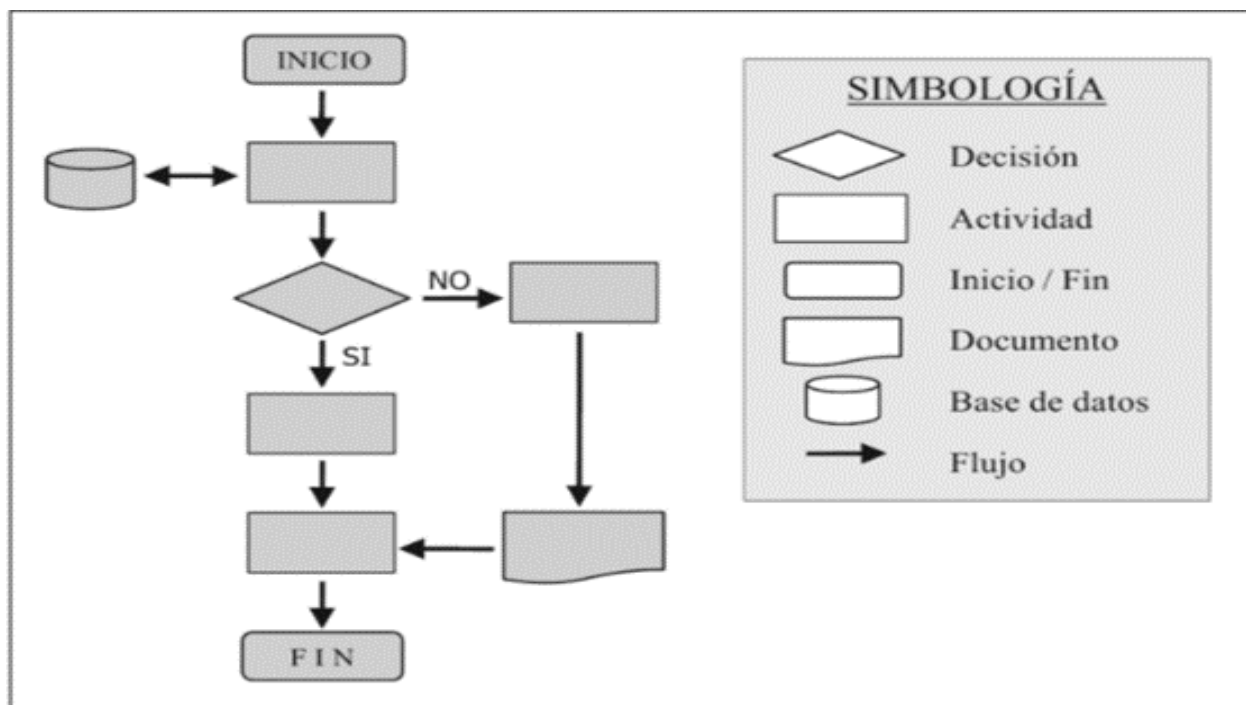 INICIO
NO
SI
F I N
SIMBOLOGÍA
Decisión
Actividad
Inicio / Fin
Documento
Base de datos
Flujo